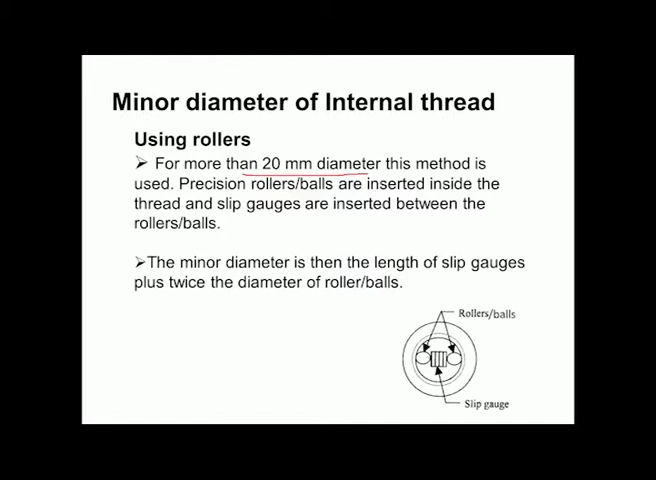 Minor diameter of Internal thread
Using rollers
➢ For more than 20 mm diameter this method is
used. Precision rollers/balls are inserted inside the
thread and slip gauges are inserted between the
rollers/balls.
➢The minor diameter is then the length of slip gauges
plus twice the diameter of roller/balls.
Rollers/balls
Slip gauge